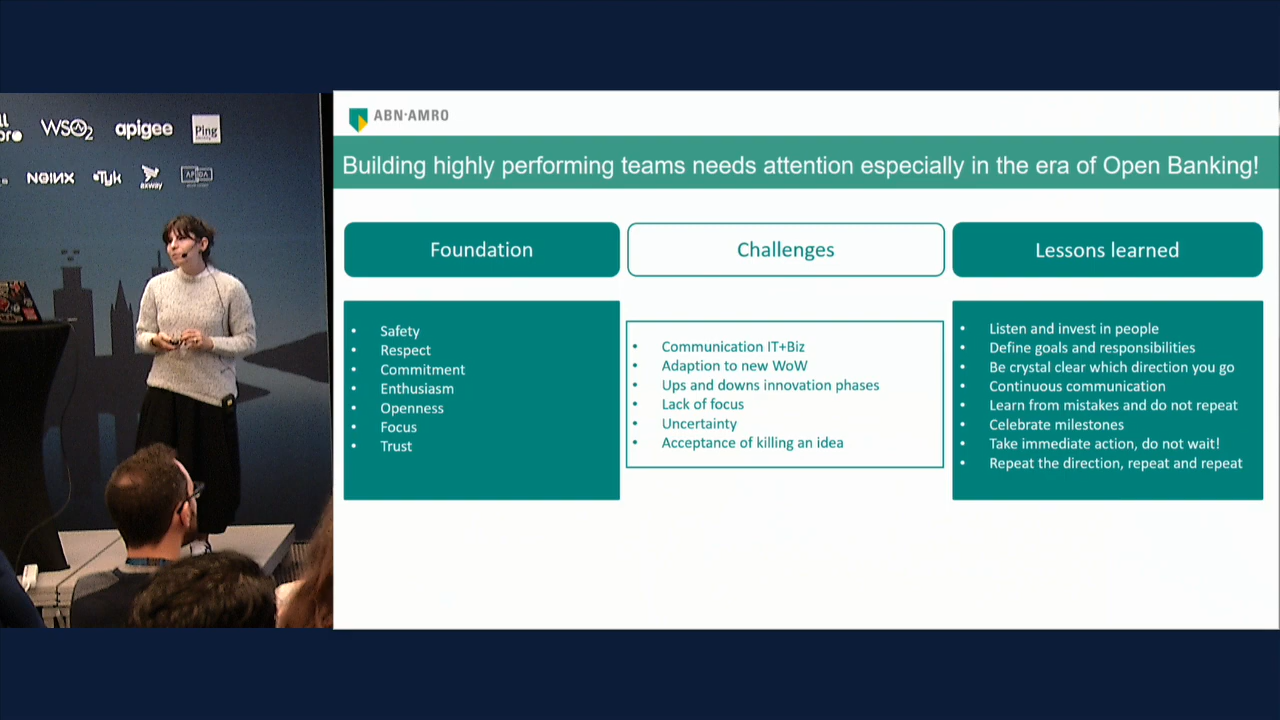 WSO2
apigee
Ping
NGINX
Tyk
axway
ABN·AMRO
Building highly performing teams needs attention especially in the era of Open Banking!
Foundation
• Safety
• Respect
• Commitment
• Enthusiasm
• Openness
• Focus
• Trust
Challenges
• Communication IT+Biz
• Adaption to new WoW
• Ups and downs innovation phases
• Lack of focus
• Uncertainty
• Acceptance of killing an idea
Lessons learned
• Listen and invest in people
• Define goals and responsibilities
• Be crystal clear which direction you go
• Continuous communication
• Learn from mistakes and do not repeat
• Celebrate milestones
• Take immediate action, do not wait!
• Repeat the direction, repeat and repeat